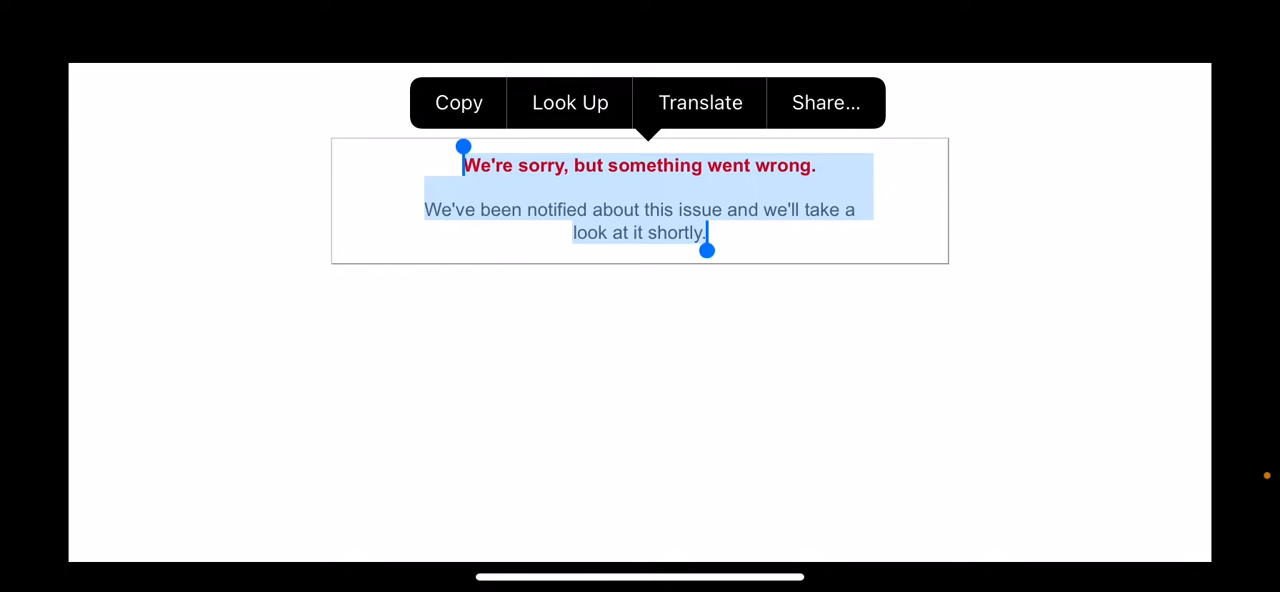 Copy Look Up Translate Share...
We're sorry, but something went wrong.
We've been notified about this issue and we'll take a
look at it shortly.